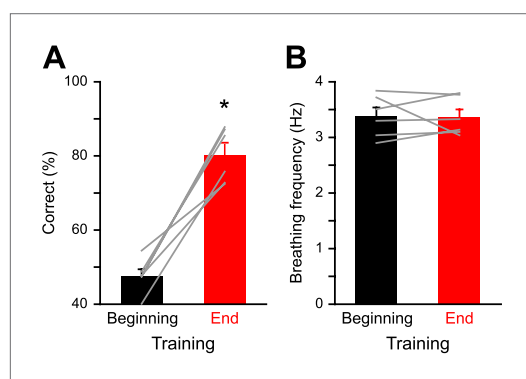 A
Correct (%)
100
80
60
40
*
Beginning
End
Training
B
Breathing frequency (Hz)
4
3
2
1
0
Beginning
End
Training